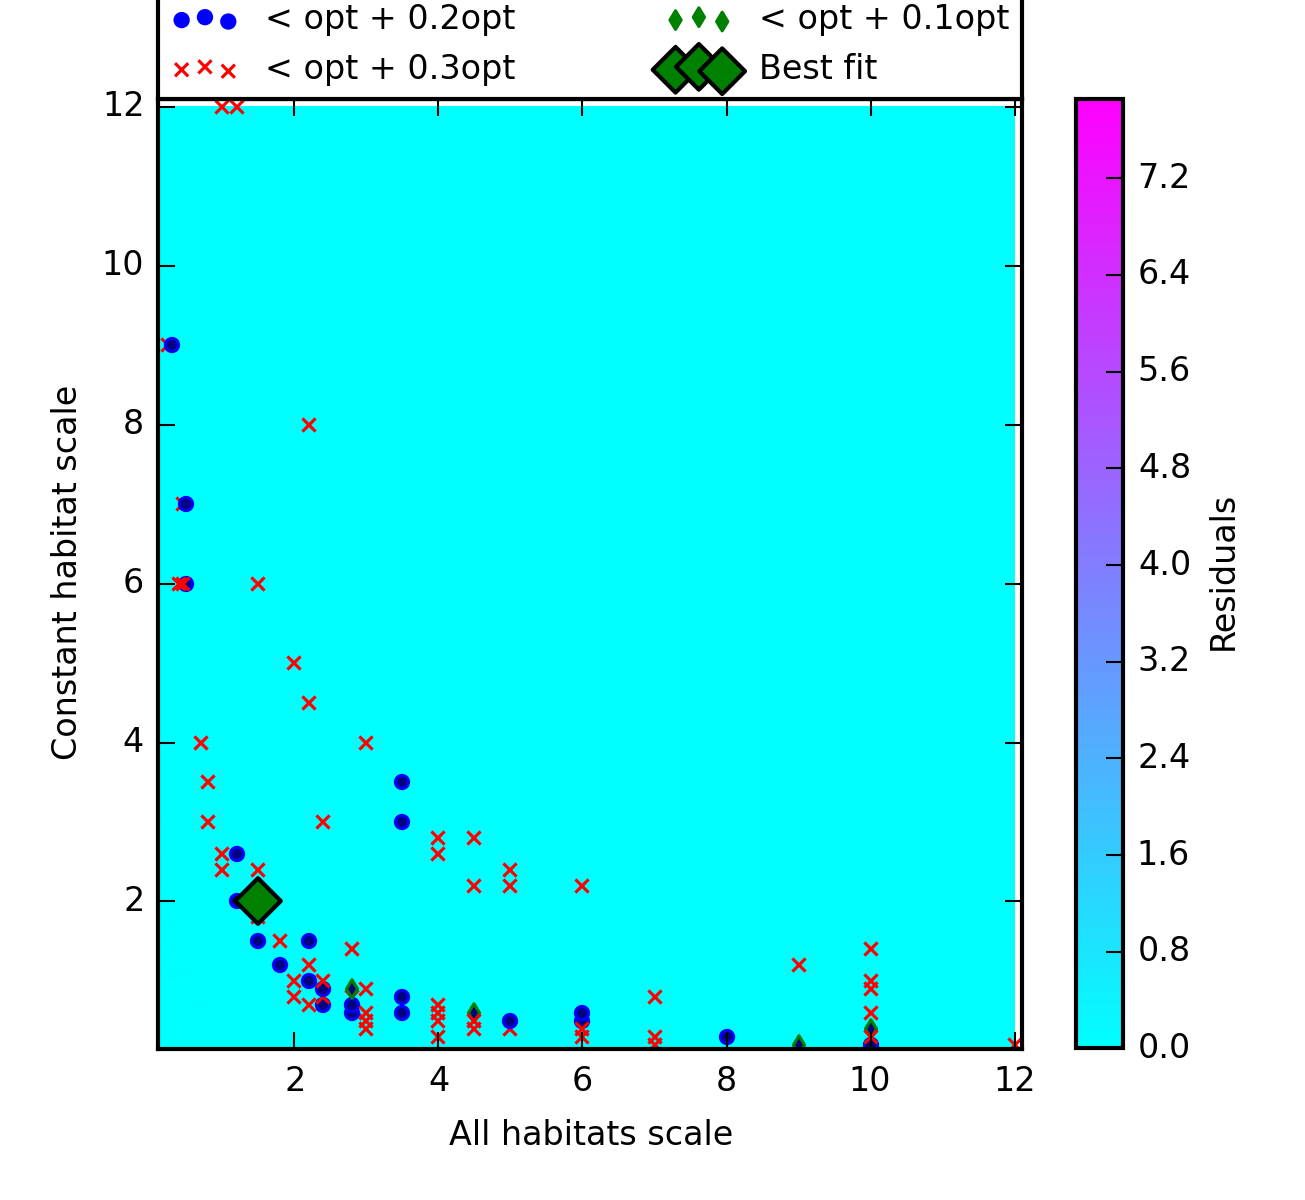 < opt + 0.2opt < opt + 0.1opt
< opt + 0.3opt Best fit
12
10
8
6
4
2
Constant habitat scale
2 4 6 8 10 12
All habitats scale
7.2
6.4
5.6
4.8
4.0
3.2
2.4
1.6
0.8
0.0
Residuals